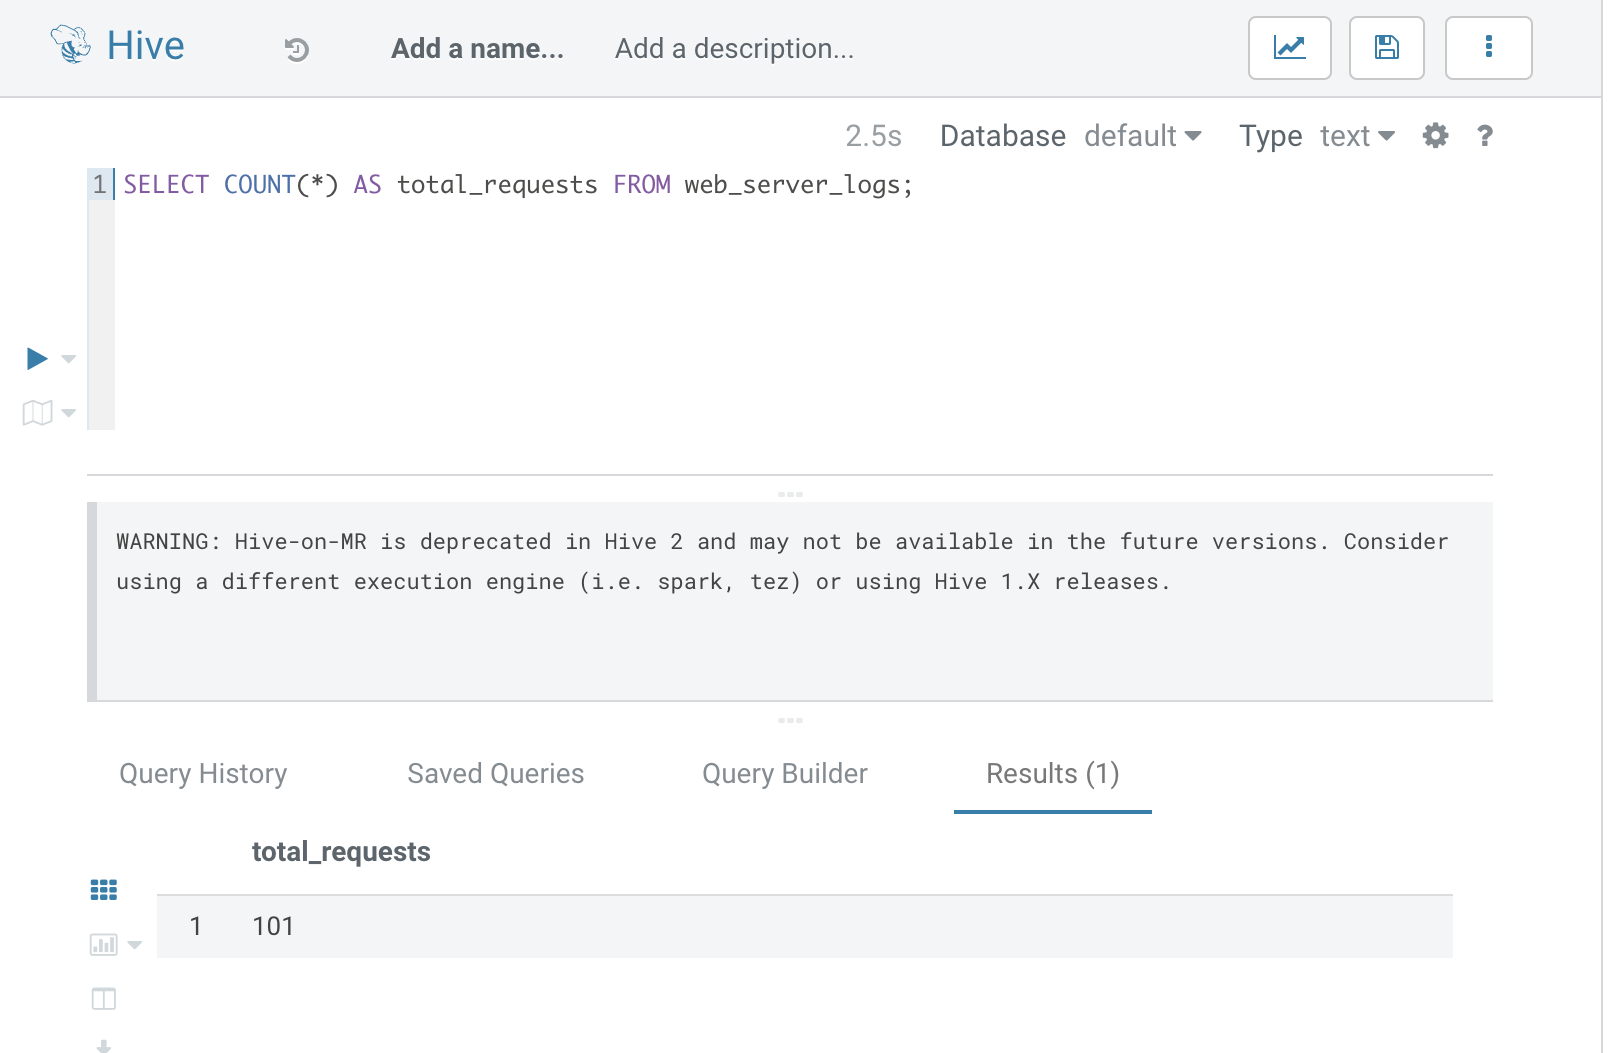 Hive
Add a name...
Add a description...
2.5s Database default Type text ?
1 SELECT COUNT(*) AS total_requests FROM web_server_logs;
WARNING: Hive-on-MR is deprecated in Hive 2 and may not be available in the future versions. Consider
using a different execution engine (i.e. spark, tez) or using Hive 1.X releases.
Query History Saved Queries Query Builder Results (1)
total_requests
1 101